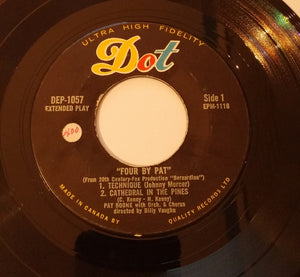 ULTRA HIGH FIDELITY
Dot
DEP-1057
EXTENDED PLAY
Side 1
EPM-1118
"FOUR BY PAT"
(From 20th Century-Fox Production "Bernardine")
1. TECHNIQUE (Johnny Mercer)
2. CATHEDRAL IN THE PINES
(C. Kenny - N. Kenny)
PAT BOONE with Orch. & Chorus
directed by Billy Vaughn
MADE IN CANADA BY
QUALITY RECORDS LTD